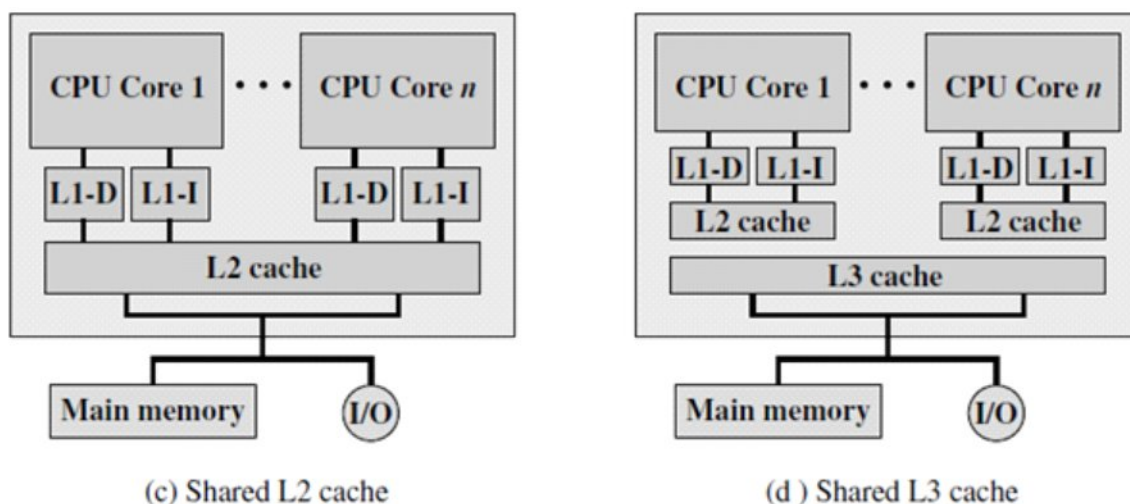 CPU Core 1 • • • CPU Core n
L1-D L1-I L1-D L1-I
L2 cache
Main memory I/O
(c) Shared L2 cache
CPU Core 1 • • • CPU Core n
L1-D L1-I L1-D L1-I
L2 cache L2 cache
L3 cache
Main memory I/O
(d ) Shared L3 cache